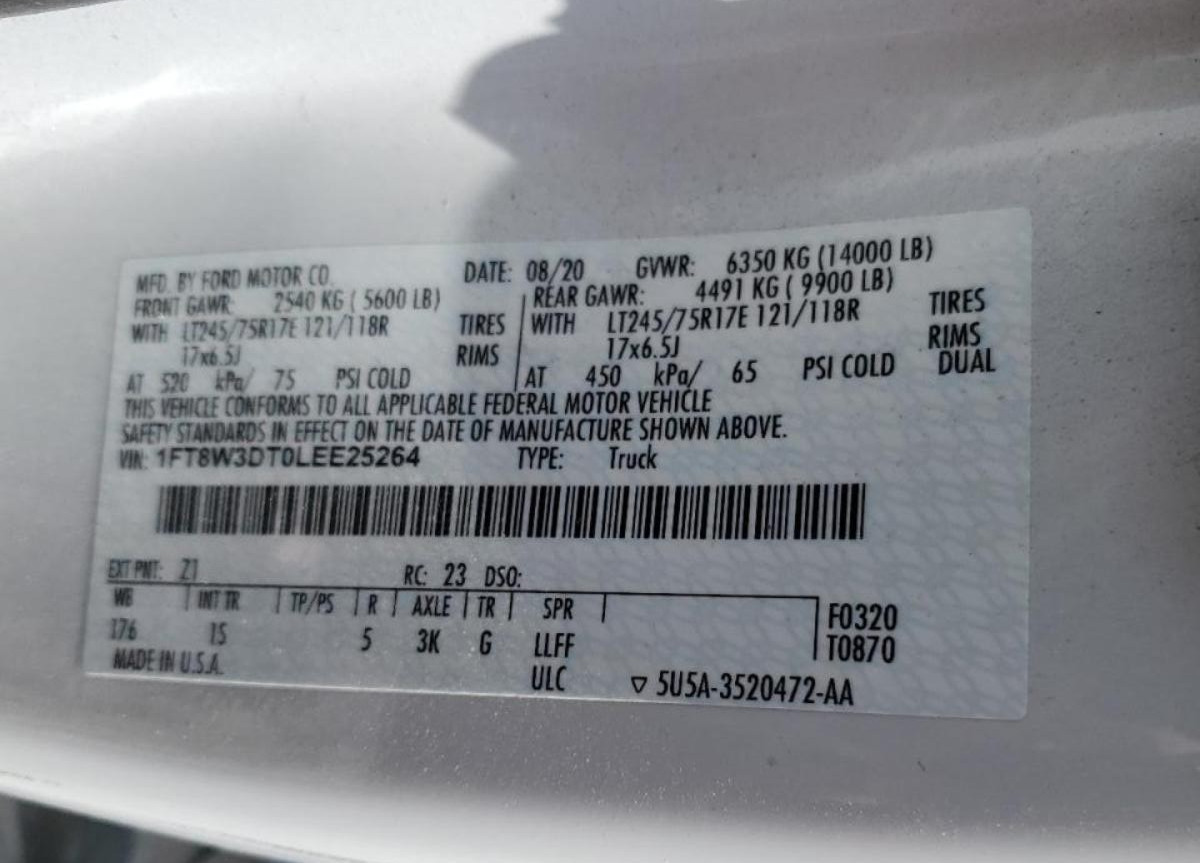 MFD. BY FORD MOTOR CO. DATE: 08/20 GVWR: 6350 KG (14000 LB)
FRONT GAWR: 2540 KG ( 5600 LB) REAR GAWR: 4491 KG ( 9900 LB)
WITH LT245/75R17E 121/118R TIRES WITH LT245/75R17E 121/118R TIRES
17x6.5J RIMS 17x6.5J RIMS
AT 520 kPa/ 75 PSI COLD AT 450 kPa/ 65 PSI COLD DUAL
THIS VEHICLE CONFORMS TO ALL APPLICABLE FEDERAL MOTOR VEHICLE
SAFETY STANDARDS IN EFFECT ON THE DATE OF MANUFACTURE SHOWN ABOVE.
VIN: 1FT8W3DT0LEE25264 TYPE: Truck
EXT PNT: Z1 RC: 23 DSO:
WB INT TR TP/PS R AXLE TR SPR F0320
176 1S 5 3K G LLFF T0870
MADE IN U.S.A. ULC ▽ 5U5A-3520472-AA